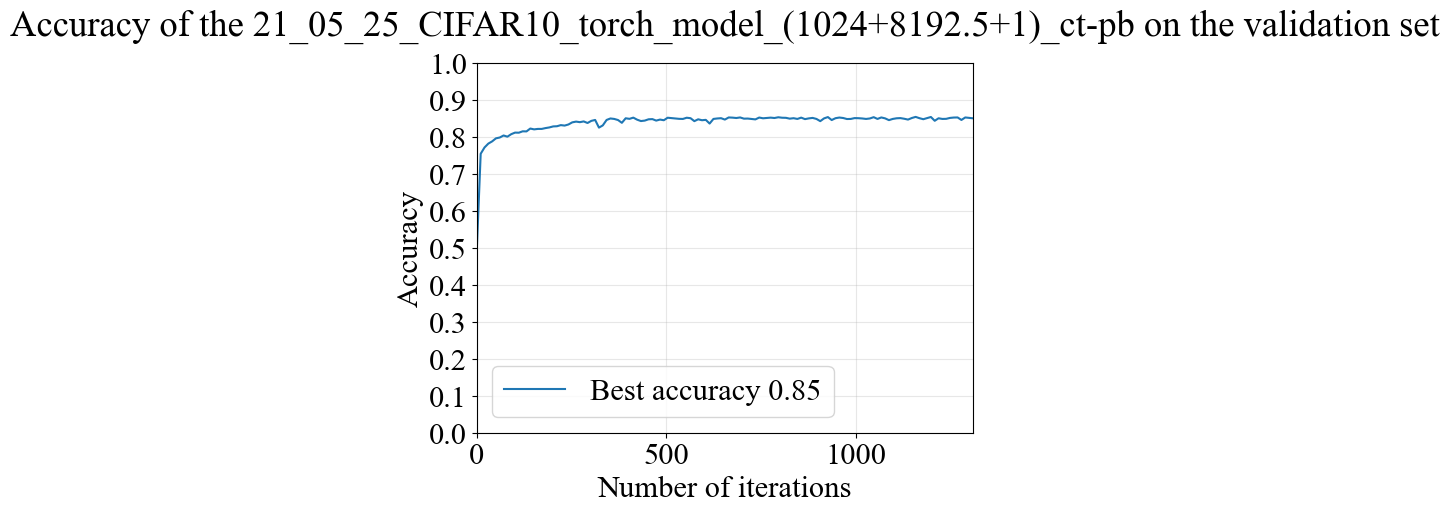 Accuracy of the 21_05_25_CIFAR10_torch_model_(1024+8192.5+1)_ct-pb on the validation set
1.0
0.9
0.8
0.7
0.6
0.5
0.4
0.3
0.2
0.1
0.0
Accuracy
Best accuracy 0.85
0 500 1000
Number of iterations